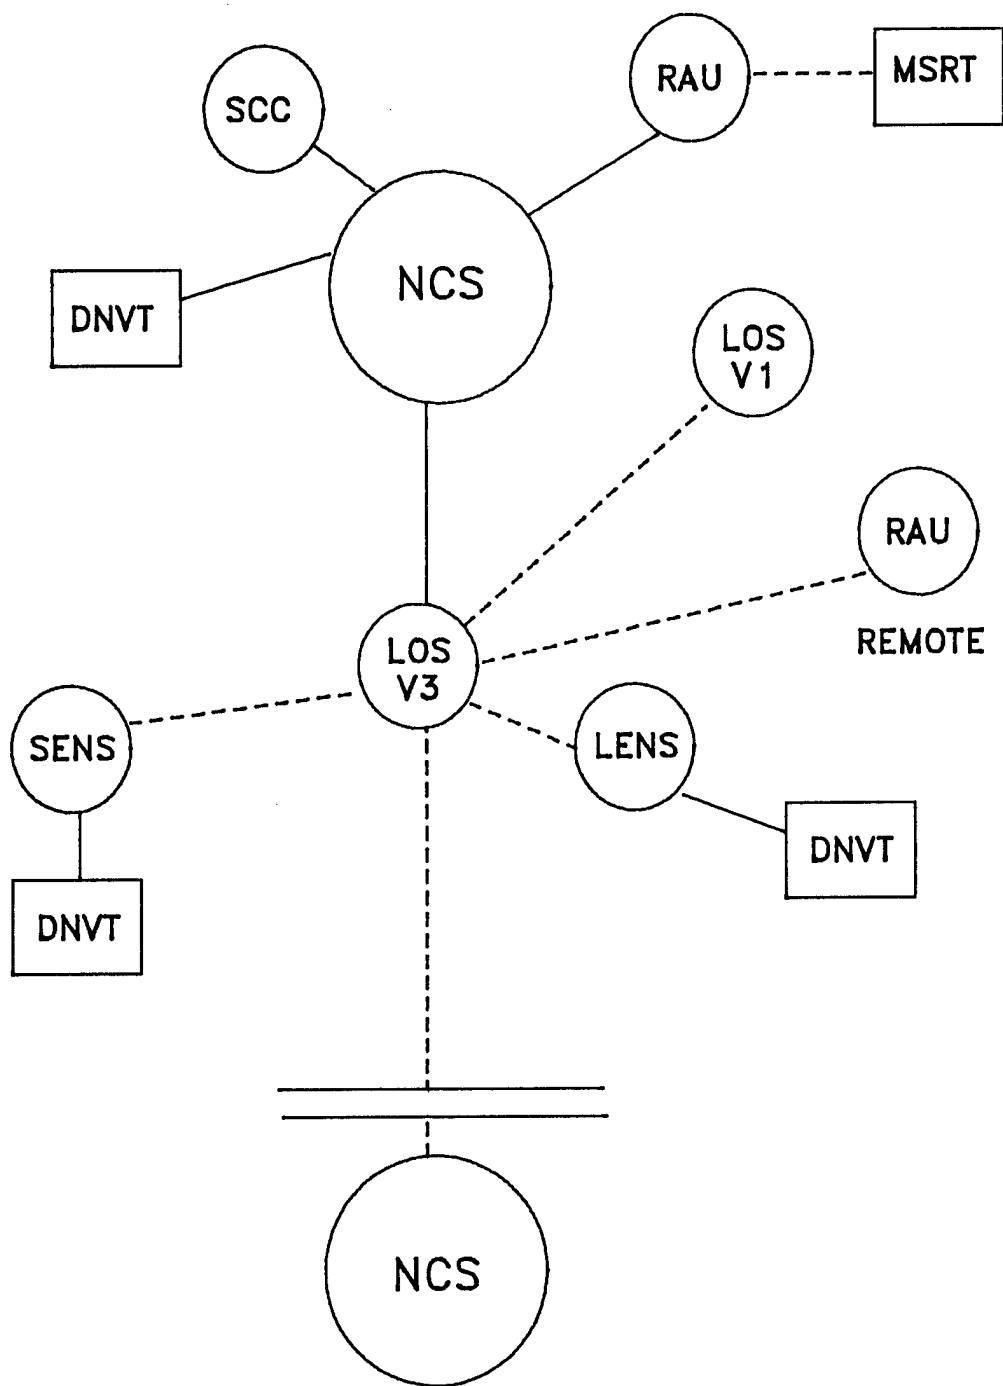 RAU
MSRT
SCC
NCS
DNVT
LOS
V1
RAU
REMOTE
LOS
V3
SENS
LENS
DNVT
DNVT
NCS